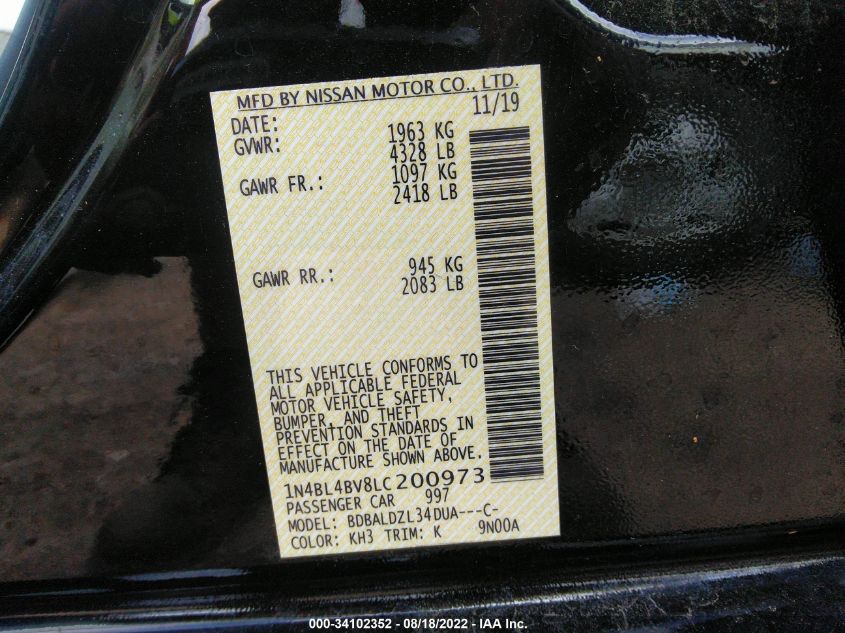 MFD BY NISSAN MOTOR CO., LTD.
DATE: 11/19
GVWR: 1963 KG
4328 LB
GAWR FR.: 1097 KG
2418 LB
GAWR RR.: 945 KG
2083 LB
THIS VEHICLE CONFORMS TO
ALL APPLICABLE FEDERAL
MOTOR VEHICLE SAFETY,
BUMPER, AND THEFT
PREVENTION STANDARDS IN
EFFECT ON THE DATE OF
MANUFACTURE SHOWN ABOVE.
1N4BL4BV8LC200973
PASSENGER CAR 997
MODEL: BDBALDZL34DUA---C-
COLOR: KH3 TRIM: K 9N00A
000-34102352 - 08/18/2022 - IAA Inc.